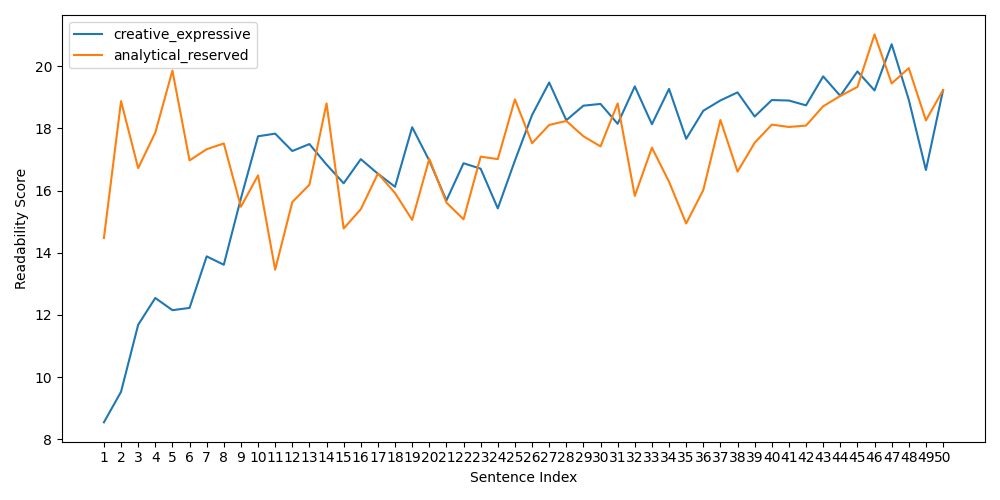 creative_expressive
analytical_reserved
20
18
16
14
12
10
8
Readability Score
1 2 3 4 5 6 7 8 9 10 11 12 13 14 15 16 17 18 19 20 21 22 23 24 25 26 27 28 29 30 31 32 33 34 35 36 37 38 39 40 41 42 43 44 45 46 47 48 49 50
Sentence Index